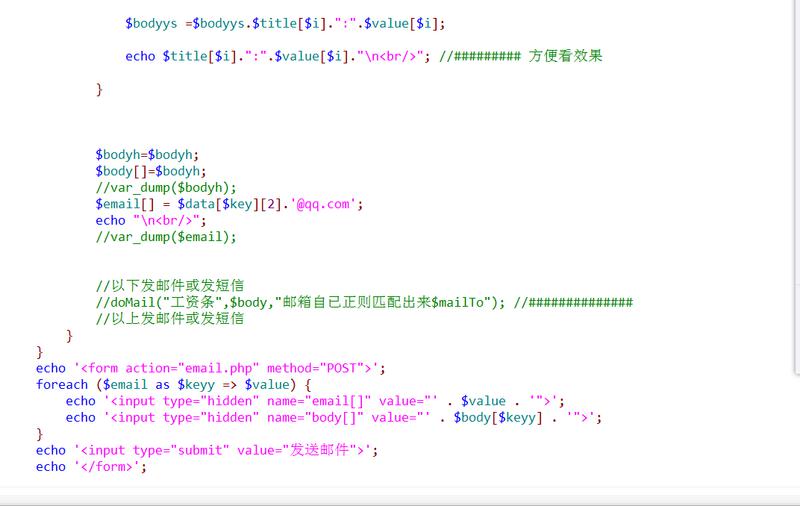 $bodyys =$bodyys.$title[$i].":".$value[$i];
echo $title[$i].":".$value[$i]."\n<br/>"; //######### 方便看效果
}
$bodyh=$bodyh;
$body[]=$bodyh;
//var_dump($bodyh);
$email[] = $data[$key][2].'@qq.com';
echo "\n<br/>";
//var_dump($email);
//以下发邮件或发短信
//doMail("工资条",$body,"邮箱自已正则匹配出来$mailTo"); //##############
//以上发邮件或发短信
}
}
echo '<form action="email.php" method="POST">';
foreach ($email as $keyy => $value) {
echo '<input type="hidden" name="email[]" value="' . $value . '">';
echo '<input type="hidden" name="body[]" value="' . $body[$keyy] . '">';
}
echo '<input type="submit" value="发送邮件">';
echo '</form>';